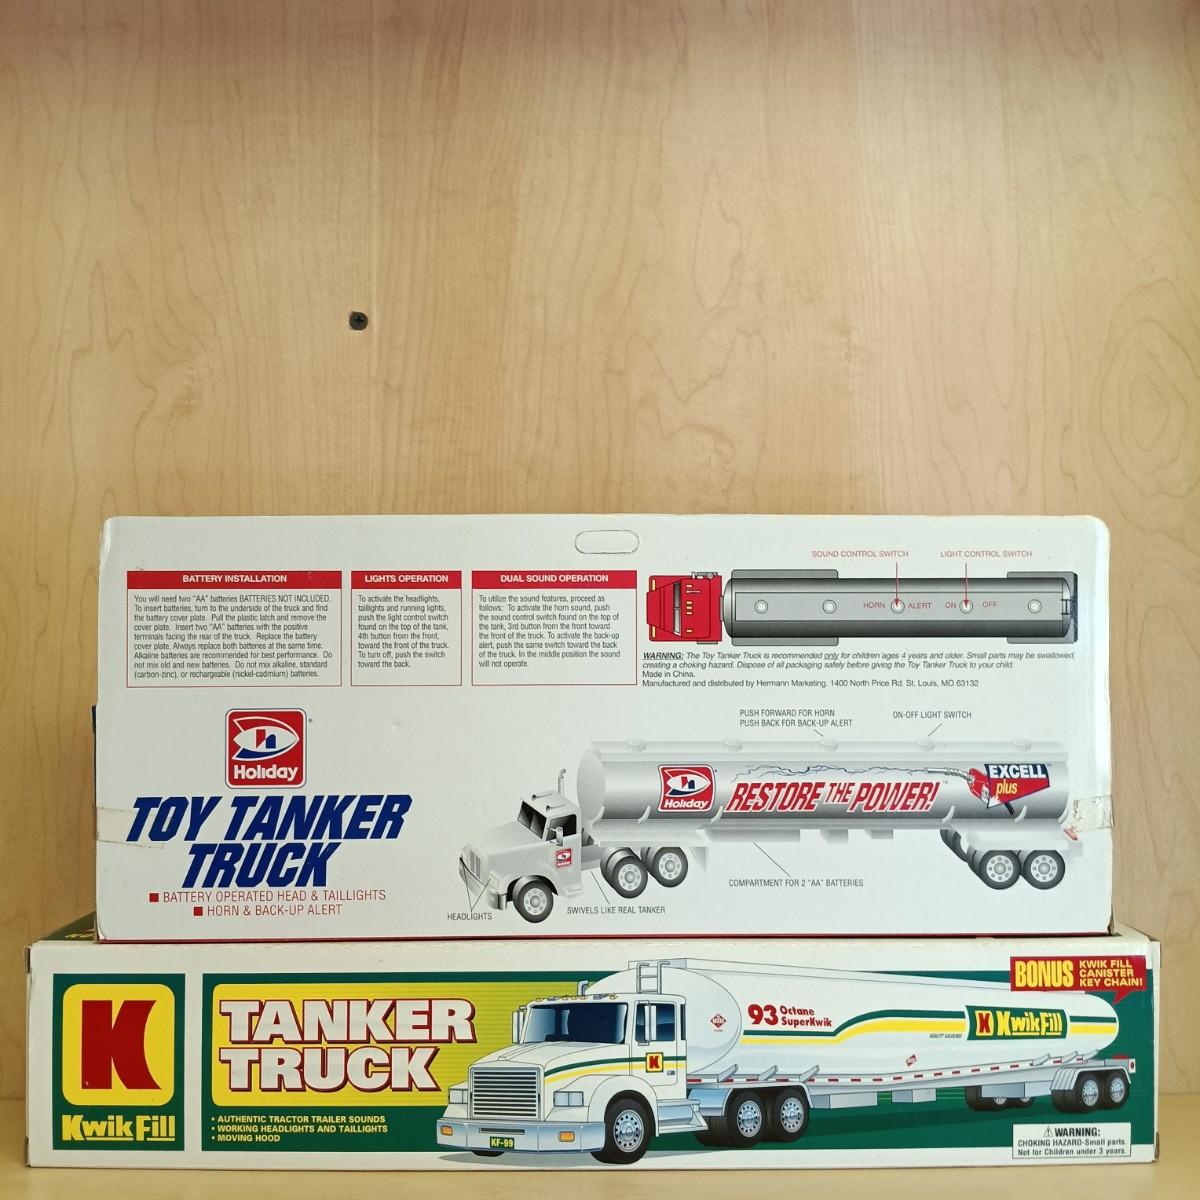 SOUND CONTROL SWITCH
LIGHT CONTROL SWITCH
BATTERY INSTALLATION
You will need two "AA" batteries BATTERIES NOT INCLUDED.
To insert batteries, turn to the underside of the truck and find
the battery cover plate. Pull the plastic latch and remove the
cover plate. Insert two "AA" batteries with the positive
terminals facing the rear of the truck. Replace the battery
cover plate. Always replace both batteries at the same time.
Alkaline batteries are recommended for best performance. Do
not mix old and new batteries. Do not mix alkaline, standard
(carbon-zinc), or rechargeable (nickel-cadmium) batteries.
LIGHTS OPERATION
To activate the headlights,
taillights and running lights,
push the light control switch
found on the top of the tank,
4th button from the front,
toward the front of the truck.
To turn off, push the switch
toward the back.
DUAL SOUND OPERATION
To utilize the sound features, proceed as
follows: To activate the horn sound, push
the sound control switch found on the top of
the tank, 3rd button from the front toward
the front of the truck. To activate the back-up
alert, push the same switch toward the back
of the truck. In the middle position the sound
will not operate.
HORN ALERT ON OFF
WARNING: The Toy Tanker Truck is recommended only for children ages 4 years and older. Small parts may be swallowed,
creating a choking hazard. Dispose of all packaging safely before giving the Toy Tanker Truck to your child.
Made in China.
Manufactured and distributed by Hermann Marketing, 1400 North Price Rd. St. Louis, MO 63132
PUSH FORWARD FOR HORN
PUSH BACK FOR BACK-UP ALERT
ON-OFF LIGHT SWITCH
Holiday
TOY TANKER
TRUCK
BATTERY OPERATED HEAD & TAILLIGHTS
HORN & BACK-UP ALERT
Holiday
RESTORE THE POWER!
EXCELL
plus
COMPARTMENT FOR 2 "AA" BATTERIES
HEADLIGHTS
SWIVELS LIKE REAL TANKER
K
KwikFill
TANKER
TRUCK
• AUTHENTIC TRACTOR TRAILER SOUNDS
• WORKING HEADLIGHTS AND TAILLIGHTS
• MOVING HOOD
BONUS KWIK FILL
CANISTER
KEY CHAIN!
93 Octane
SuperKwik
K KwikFill
QUALITY GASOLINES
K
KF-99
WARNING:
CHOKING HAZARD-Small parts.
Not for Children under 3 years.